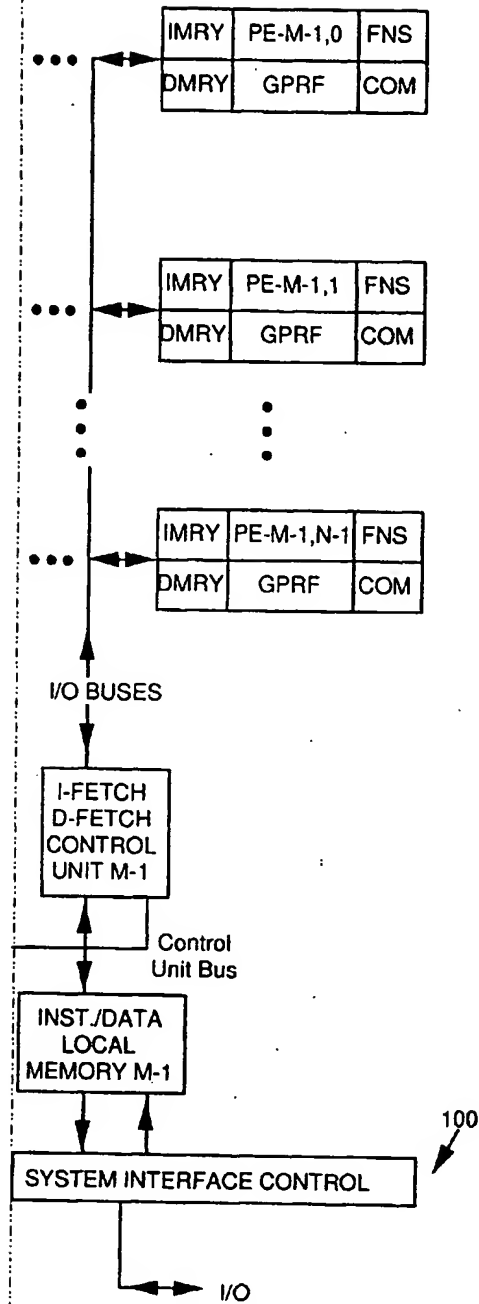 IMRY PE-M-1,0 FNS
DMRY GPRF COM
IMRY PE-M-1,1 FNS
DMRY GPRF COM
IMRY PE-M-1,N-1 FNS
DMRY GPRF COM
I/O BUSES
I-FETCH
D-FETCH
CONTROL
UNIT M-1
Control
Unit Bus
INST./DATA
LOCAL
MEMORY M-1
100
SYSTEM INTERFACE CONTROL
I/O